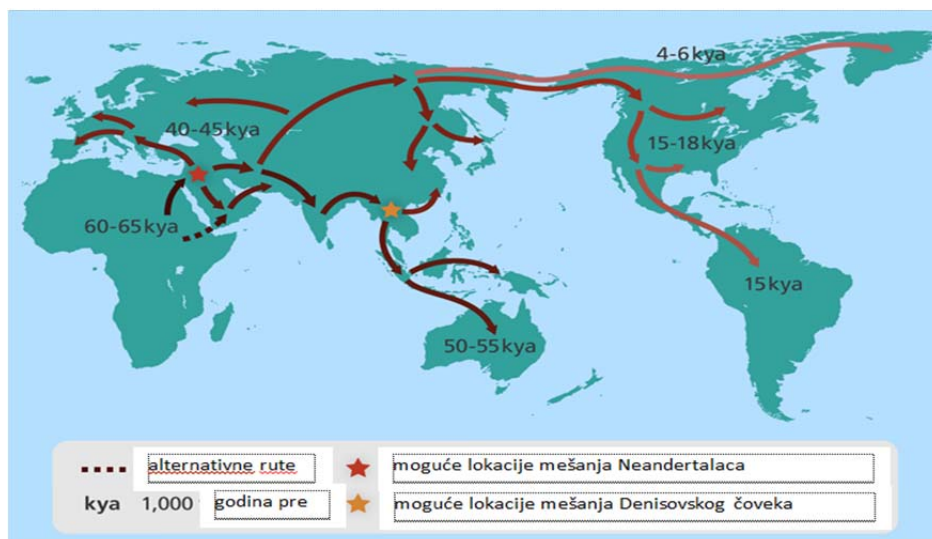 4-6kya
40-45kya
15-18kya
60-65kya
15kya
50-55kya
alternativne rute
moguće lokacije mešanja Neandertalaca
kya 1,000 godina pre
moguće lokacije mešanja Denisovskog čoveka